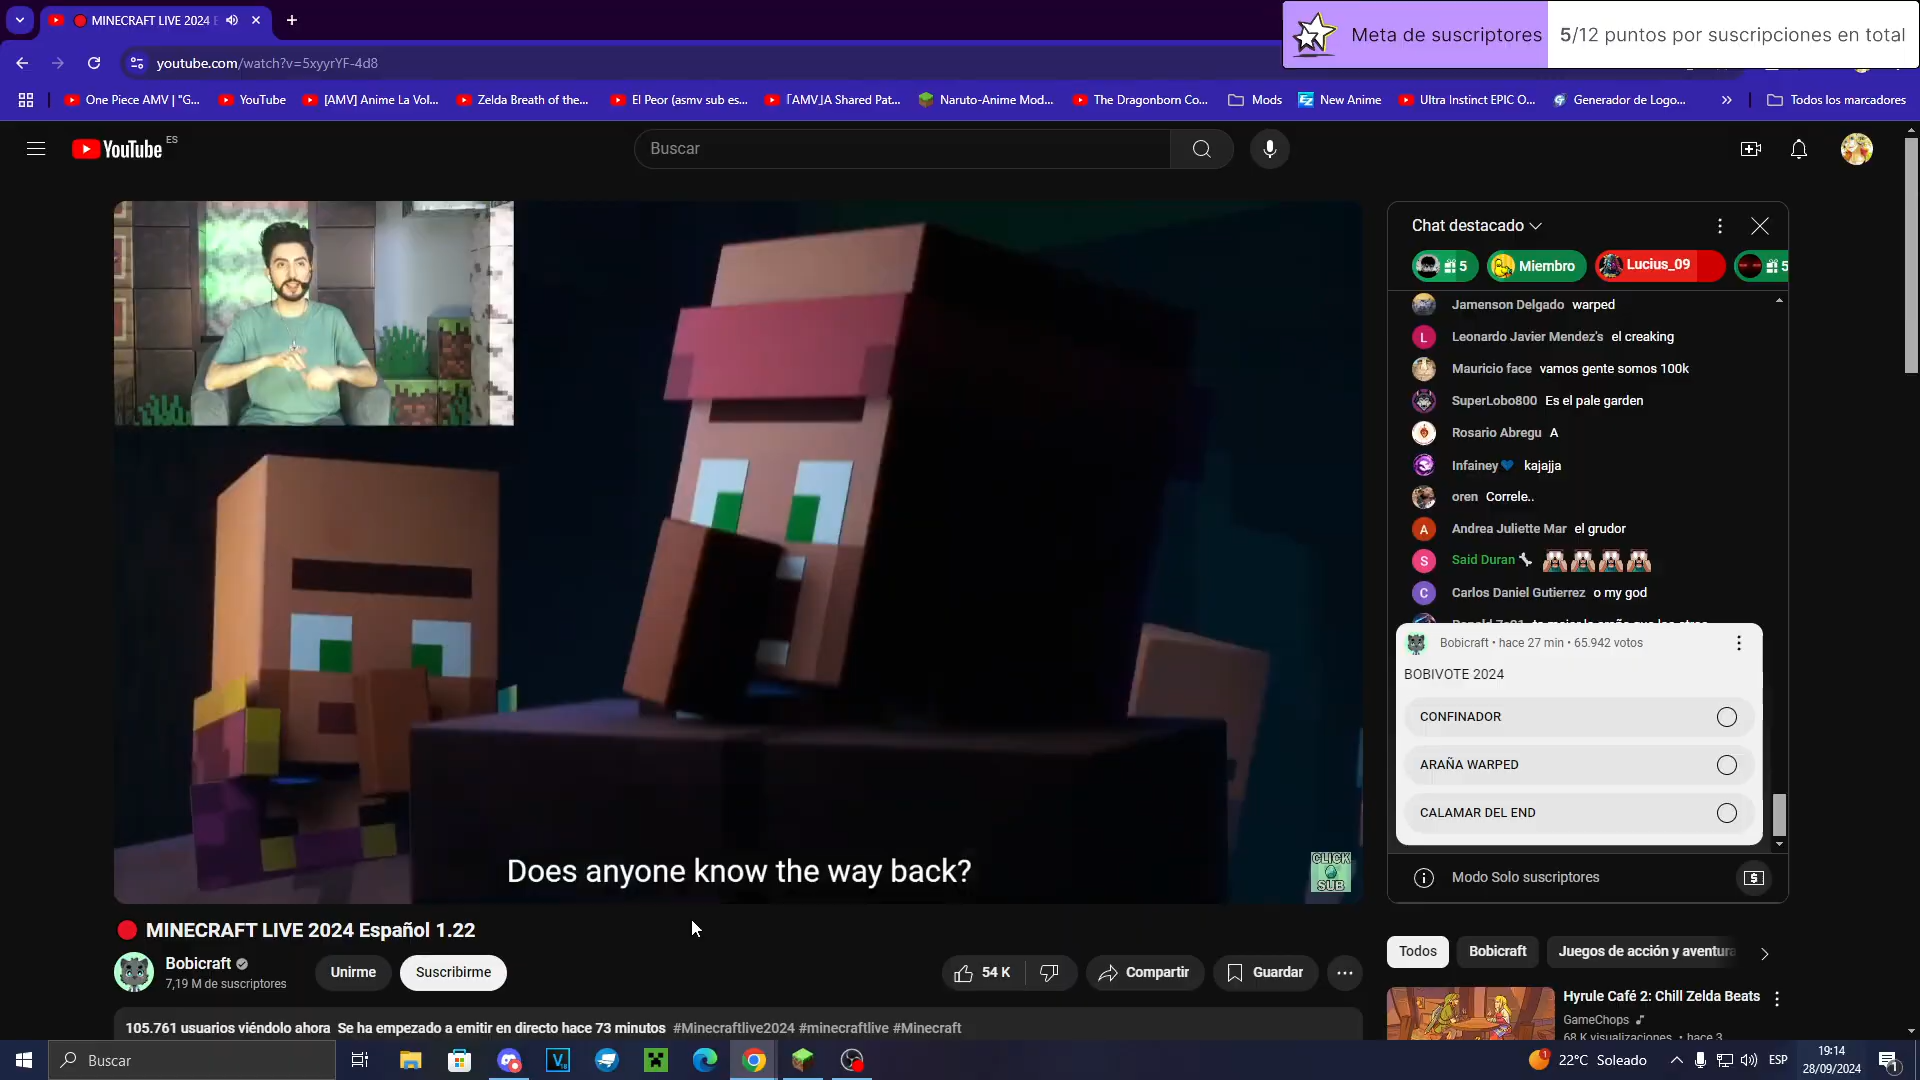 MINECRAFT LIVE 2024 E
Meta de suscriptores
5/12 puntos por suscripciones en total
youtube.com/watch?v=5xyyrYF-4d8
One Piece AMV | "G...
YouTube
[AMV] Anime La Vol...
Zelda Breath of the...
El Peor (asmv sub es...
「AMV」A Shared Pat...
Naruto-Anime Mod...
The Dragonborn Co...
Mods
New Anime
Ultra Instinct EPIC O...
Generador de Logo...
Todos los marcadores
YouTube ES
Buscar
Chat destacado
5
Miembro
Lucius_09
5
Jamenson Delgado warped
L
Leonardo Javier Mendez's el creaking
Mauricio face vamos gente somos 100k
SuperLobo800 Es el pale garden
Rosario Abregu A
Infainey💙 kajajja
oren Correle..
A
Andrea Juliette Mar el grudor
S
Said Duran
C
Carlos Daniel Gutierrez o my god
Bobicraft • hace 27 min • 65.942 votos
BOBIVOTE 2024
CONFINADOR
ARAÑA WARPED
CALAMAR DEL END
Modo Solo suscriptores
Does anyone know the way back?
CLICK
SUB
MINECRAFT LIVE 2024 Español 1.22
Bobicraft
7,19 M de suscriptores
Unirme
Suscribirme
54 K
Compartir
Guardar
105.761 usuarios viéndolo ahora Se ha empezado a emitir en directo hace 73 minutos #Minecraftlive2024 #minecraftlive #Minecraft
Todos
Bobicraft
Juegos de acción y aventura
Hyrule Café 2: Chill Zelda Beats
GameChops
68 K visualizaciones • hace 3
Buscar
1
22°C Soleado
ESP
19:14
28/09/2024
1